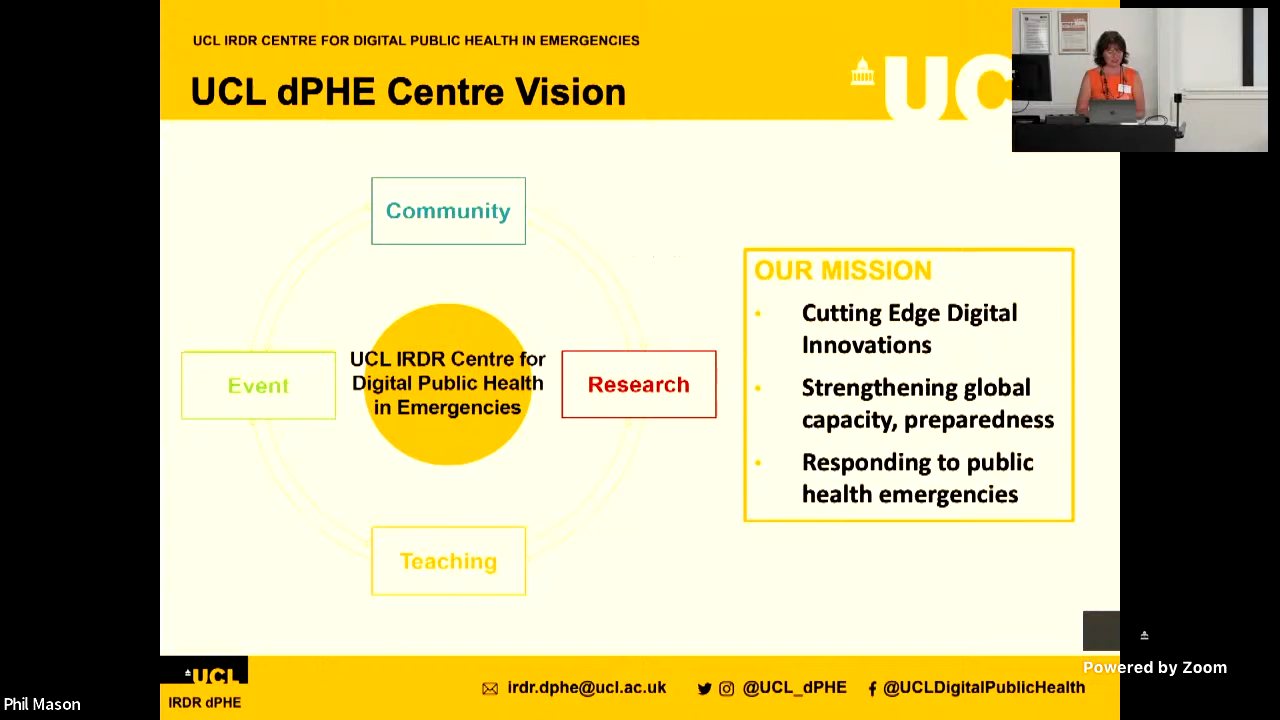 UCL IRDR CENTRE FOR DIGITAL PUBLIC HEALTH IN EMERGENCIES
UCL dPHE Centre Vision
UC
Community
Event
UCL IRDR Centre for
Digital Public Health
in Emergencies
Research
Teaching
OUR MISSION
• Cutting Edge Digital
Innovations
• Strengthening global
capacity, preparedness
• Responding to public
health emergencies
Powered by Zoom
UCL
IRDR dPHE
irdr.dphe@ucl.ac.uk
@UCL_dPHE
@UCLDigitalPublicHealth
Phil Mason